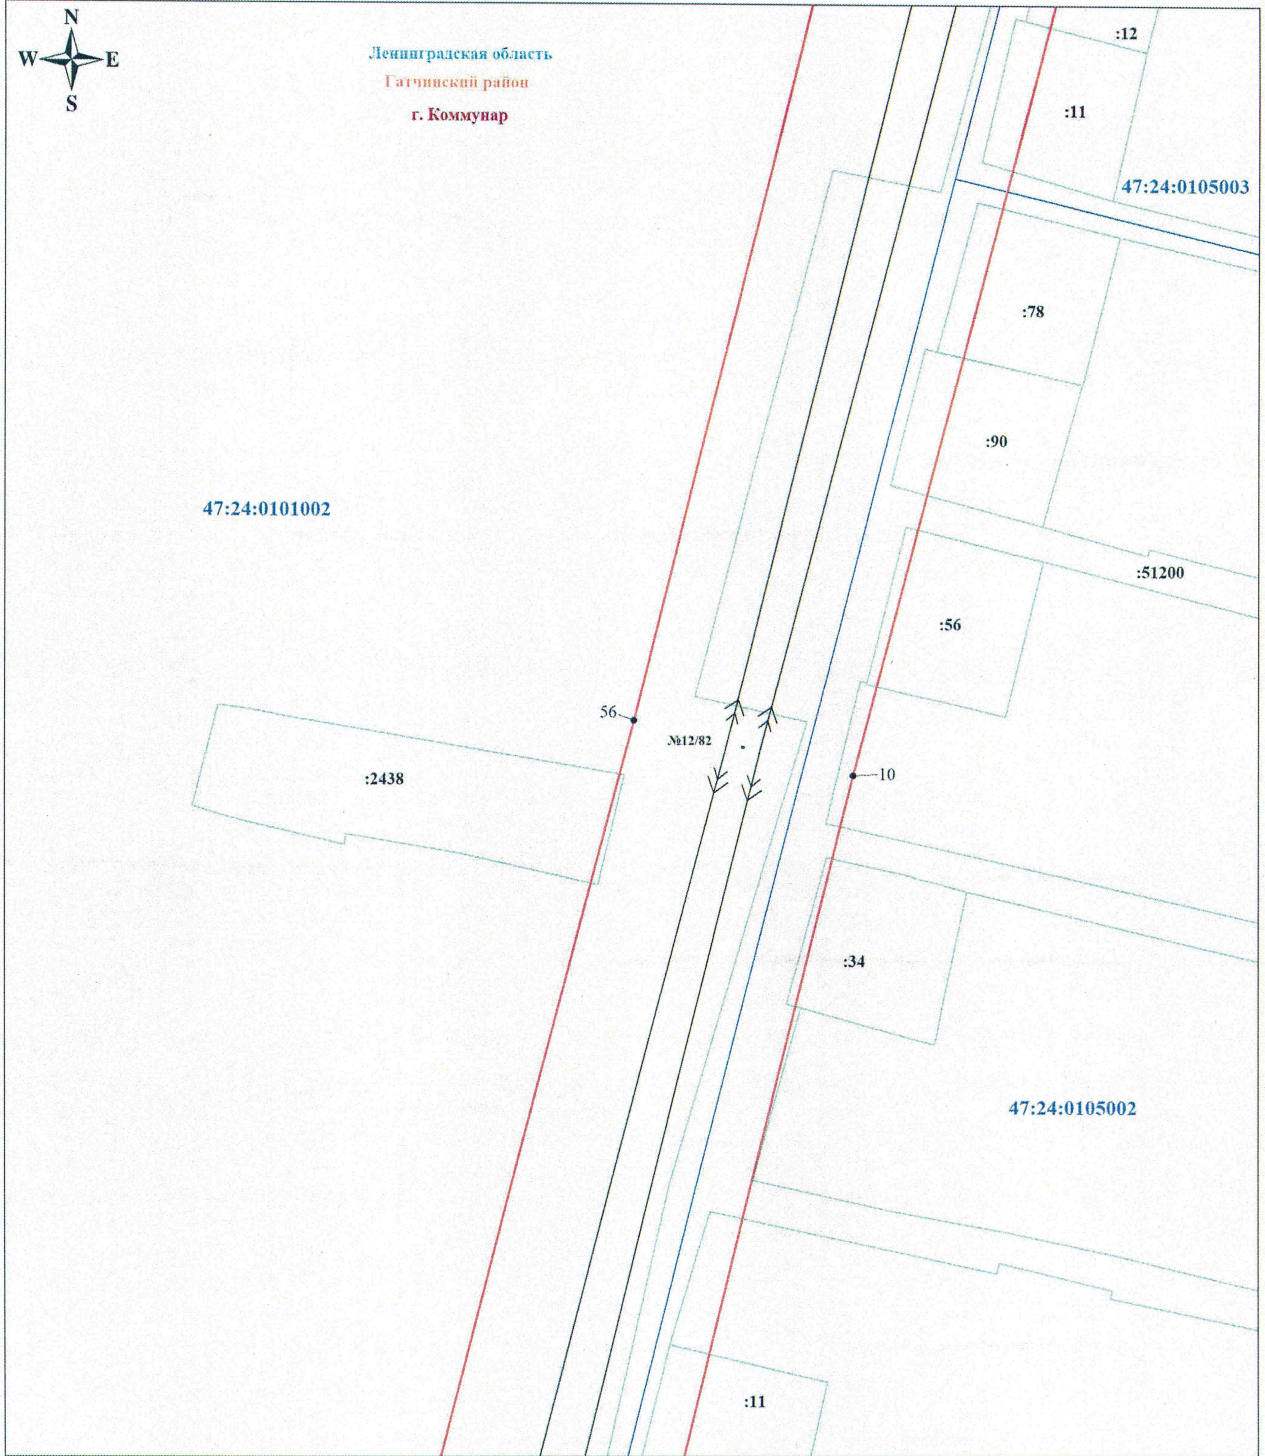 N
W E
S
Ленинградская область
Гатчинский район
г. Коммунар
:12
:11
47:24:0105003
:78
:90
47:24:0101002
:51200
:56
56
№12/82
:2438
10
:34
47:24:0105002
:11